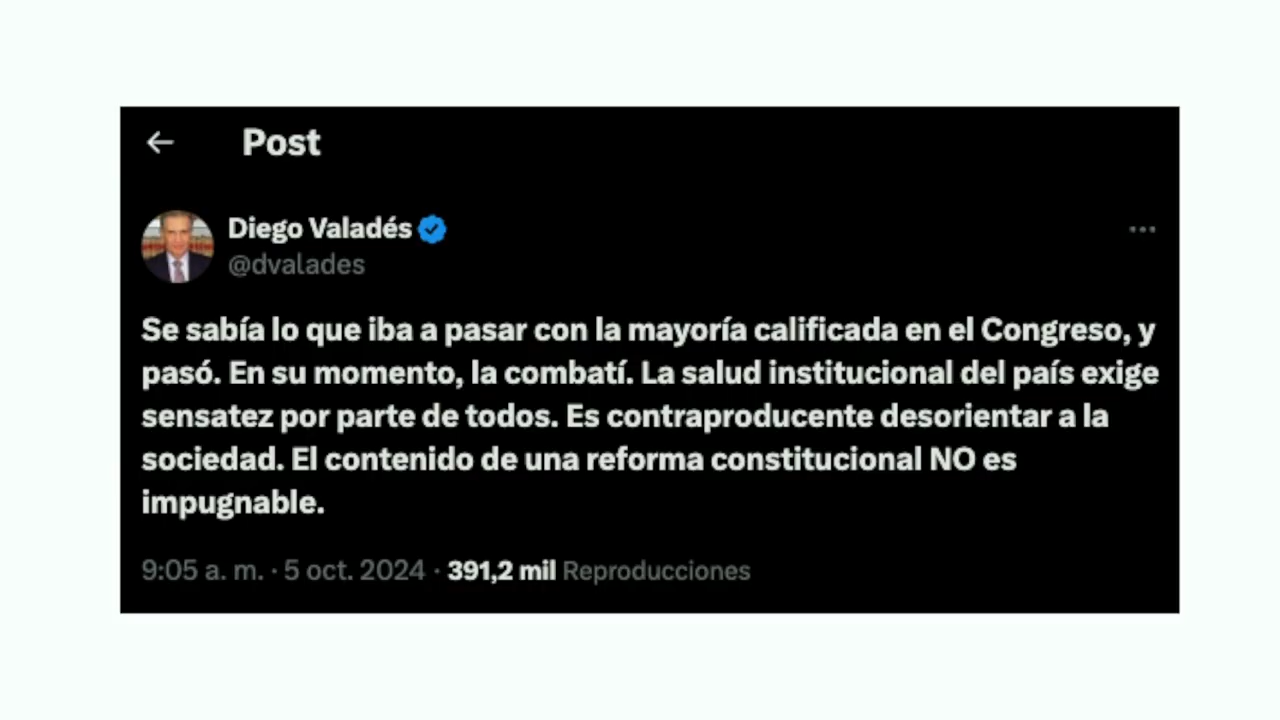 Post
Diego Valadés
@dvalades
Se sabía lo que iba a pasar con la mayoría calificada en el Congreso, y
pasó. En su momento, la combatí. La salud institucional del país exige
sensatez por parte de todos. Es contraproducente desorientar a la
sociedad. El contenido de una reforma constitucional NO es
impugnable.
9:05 a. m. · 5 oct. 2024 · 391,2 mil Reproducciones